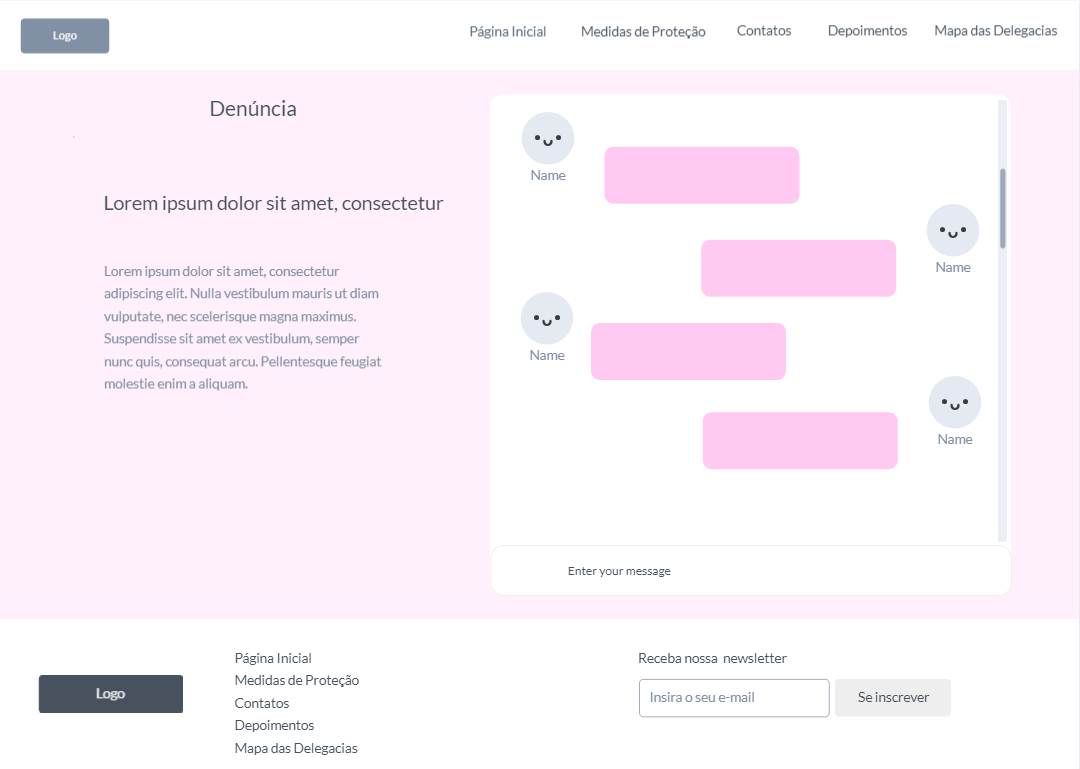 Logo
Página Inicial
Medidas de Proteção
Contatos
Depoimentos
Mapa das Delegacias
Denúncia
Lorem ipsum dolor sit amet, consectetur
Lorem ipsum dolor sit amet, consectetur
adipiscing elit. Nulla vestibulum mauris ut diam
vulputate, nec scelerisque magna maximus.
Suspendisse sit amet ex vestibulum, semper
nunc quis, consequat arcu. Pellentesque feugiat
molestie enim a aliquam.
Name
Name
Name
Name
Enter your message
Logo
Página Inicial
Medidas de Proteção
Contatos
Depoimentos
Mapa das Delegacias
Receba nossa  newsletter
Insira o seu e-mail
Se inscrever